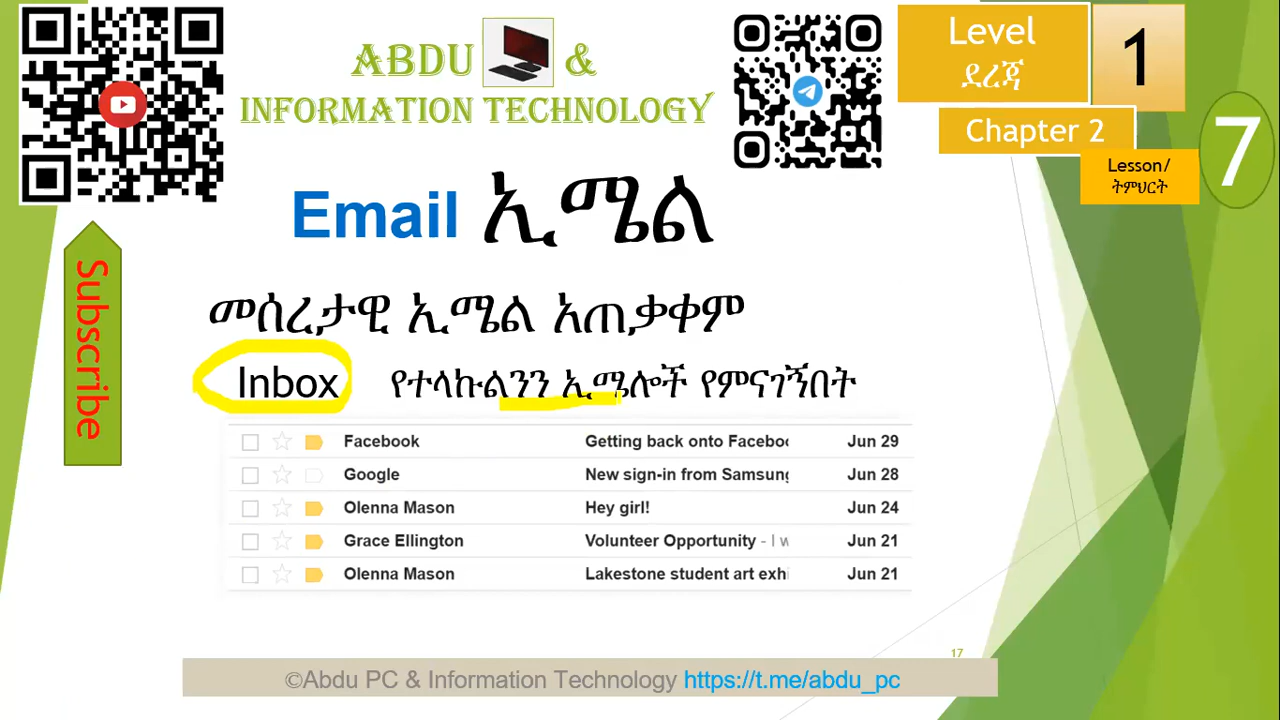 ABDU &
INFORMATION TECHNOLOGY
Level
ደረጃ
1
Chapter 2
Lesson/
ትምህርት
7
Email ኢሜል
Subscribe
መሰረታዊ ኢሜል አጠቃቀም
Inbox የተላኩልንን ኢሜሎች የምናገኝበት
Facebook Getting back onto Facebo Jun 29
Google New sign-in from Samsung Jun 28
Olenna Mason Hey girl! Jun 24
Grace Ellington Volunteer Opportunity - I w Jun 21
Olenna Mason Lakestone student art exh Jun 21
17
©Abdu PC & Information Technology https://t.me/abdu_pc